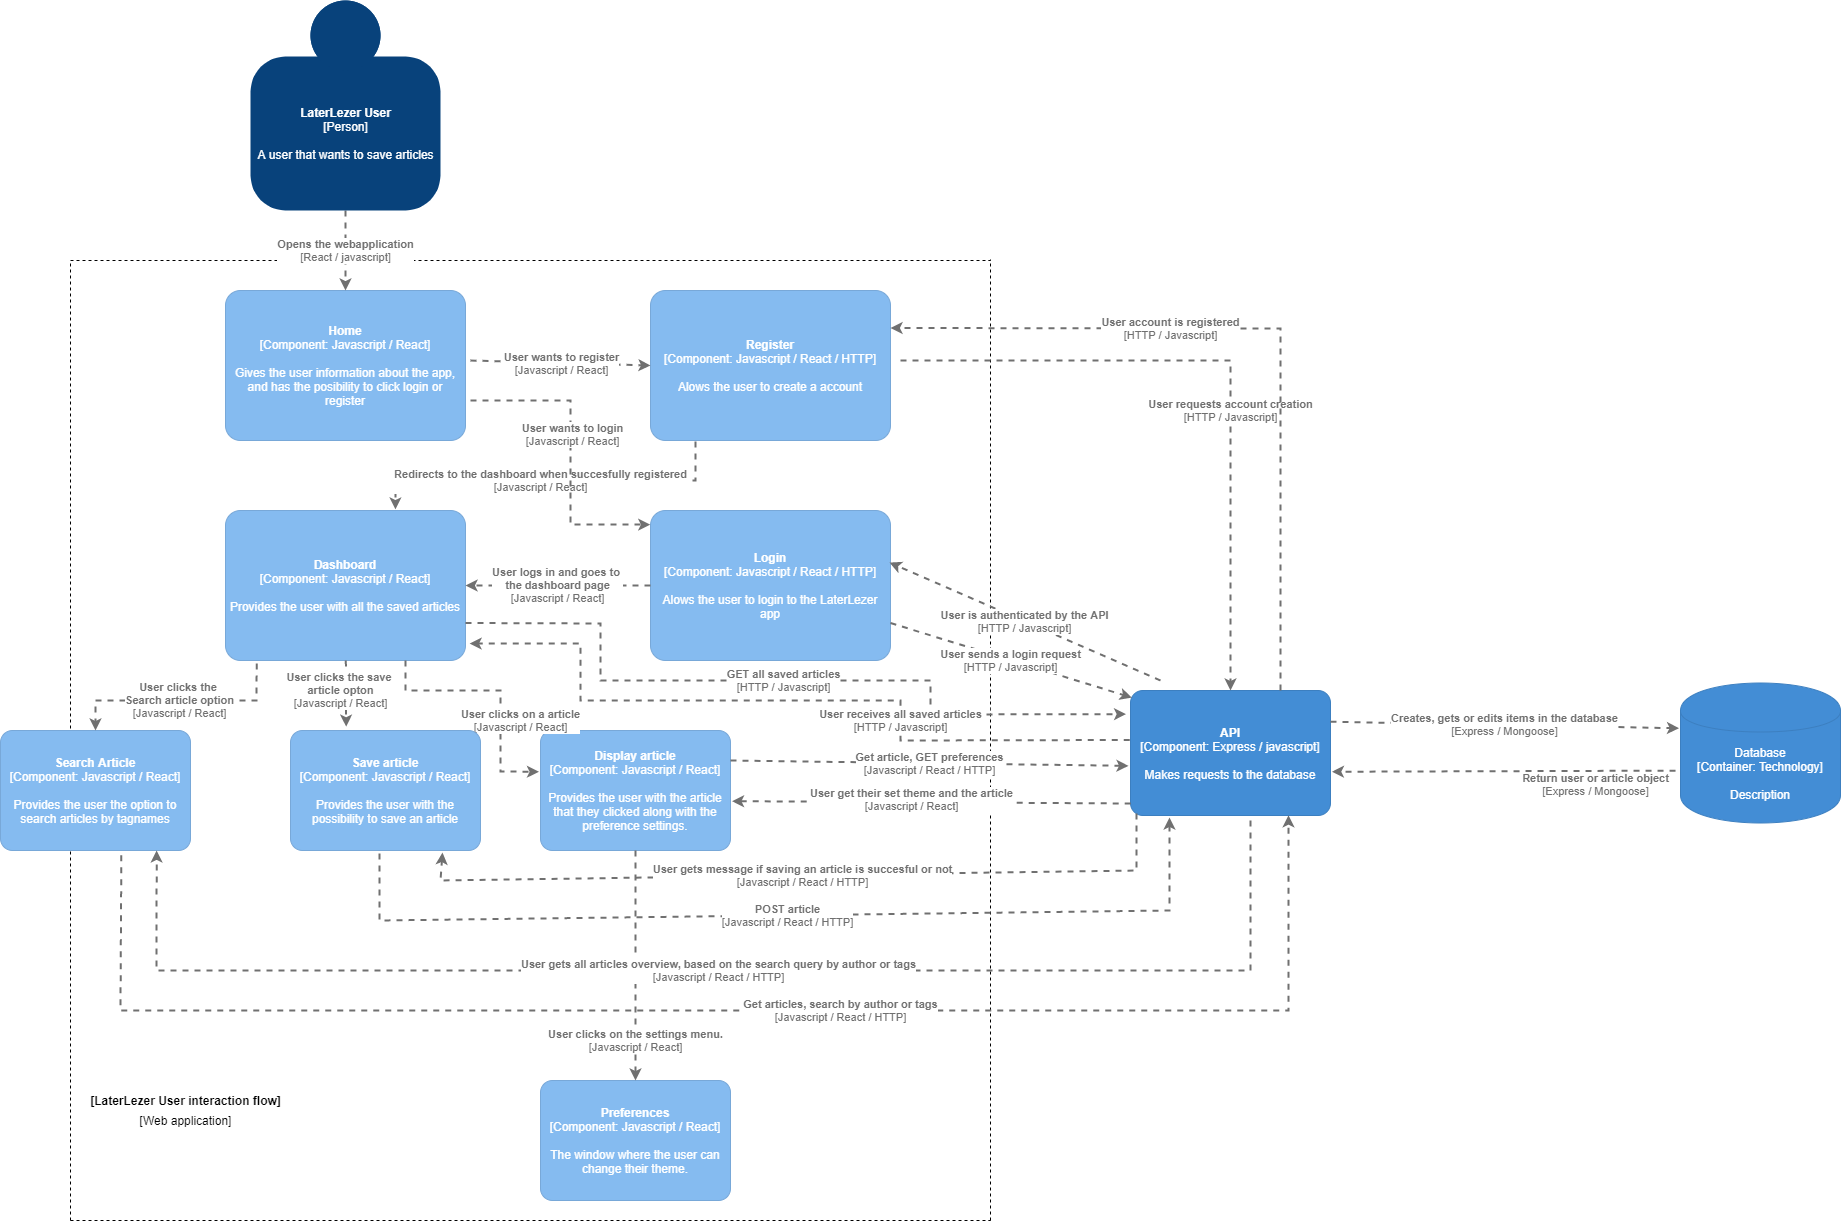 LaterLezer User
[Person]
A user that wants to save articles
Opens the webapplication
[React / javascript]
Home
[Component: Javascript / React]
Gives the user information about the app,
and has the posibility to click login or
register
User wants to register
[Javascript / React]
Register
[Component: Javascript / React / HTTP]
Alows the user to create a account
User account is registered
[HTTP / Javascript]
User requests account creation
[HTTP / Javascript]
User wants to login
[Javascript / React]
Redirects to the dashboard when succesfully registered
[Javascript / React]
Dashboard
[Component: Javascript / React]
Provides the user with all the saved articles
User logs in and goes to
the dashboard page
[Javascript / React]
Login
[Component: Javascript / React / HTTP]
Alows the user to login to the LaterLezer
app
User is authenticated by the API
[HTTP / Javascript]
User sends a login request
[HTTP / Javascript]
User clicks the
Search article option
[Javascript / React]
User clicks the save
article opton
[Javascript / React]
User clicks on a article
[Javascript / React]
GET all saved articles
[HTTP / Javascript]
User receives all saved articles
[HTTP / Javascript]
API
[Component: Express / javascript]
Makes requests to the database
Creates, gets or edits items in the database
[Express / Mongoose]
Return user or article object
[Express / Mongoose]
Database
[Container: Technology]
Description
Search Article
[Component: Javascript / React]
Provides the user the option to
search articles by tagnames
Save article
[Component: Javascript / React]
Provides the user with the
possibility to save an article
Display article
[Component: Javascript / React]
Provides the user with the article
that they clicked along with the
preference settings.
Get article, GET preferences
[Javascript / React / HTTP]
User get their set theme and the article
[Javascript / React]
User gets message if saving an article is succesful or not
[Javascript / React / HTTP]
POST article
[Javascript / React / HTTP]
User gets all articles overview, based on the search query by author or tags
[Javascript / React / HTTP]
Get articles, search by author or tags
[Javascript / React / HTTP]
User clicks on the settings menu.
[Javascript / React]
Preferences
[Component: Javascript / React]
The window where the user can
change their theme.
[LaterLezer User interaction flow]
[Web application]